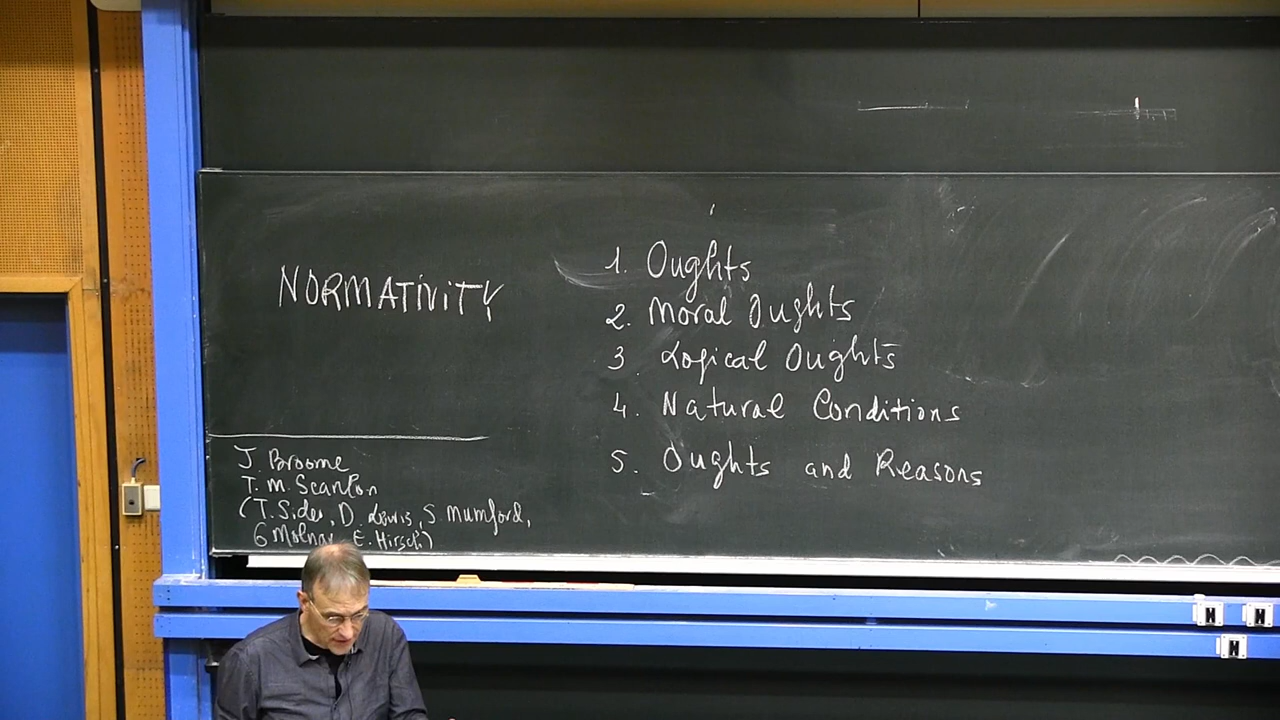 NORMATIVITY
1. Oughts
2. Moral Oughts
3. Logical Oughts
4. Natural Conditions
5. Oughts and Reasons
J. Broome
T. M. Scanlon
(T. Sider, D. Lewis, S. Mumford,
G Molnar, E. Hirsch)
N N
N